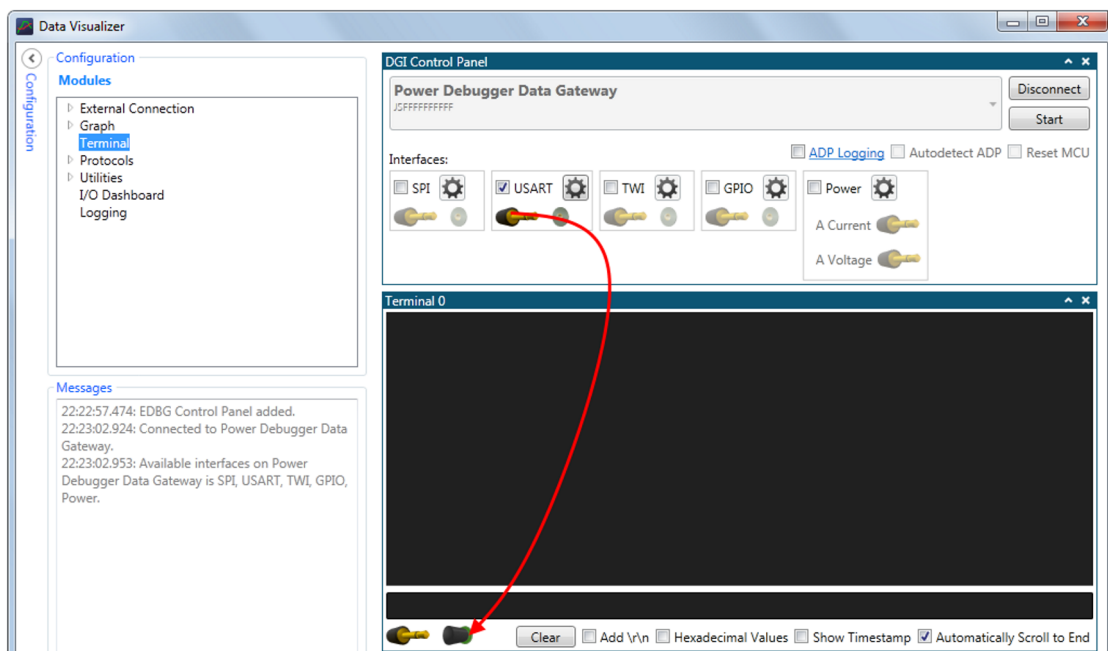 Data Visualizer
Configuration
Configuration
Modules
External Connection
Graph
Terminal
Protocols
Utilities
I/O Dashboard
Logging
Messages
22:22:57.474: EDBG Control Panel added.
22:23:02.924: Connected to Power Debugger Data
Gateway.
22:23:02.953: Available interfaces on Power
Debugger Data Gateway is SPI, USART, TWI, GPIO,
Power.
DGI Control Panel
Power Debugger Data Gateway
JSFFFFFFFFFF
Disconnect
Start
ADP Logging Autodetect ADP Reset MCU
Interfaces:
SPI USART TWI GPIO Power
A Current
A Voltage
Terminal 0
Clear Add \r\n Hexadecimal Values Show Timestamp Automatically Scroll to End